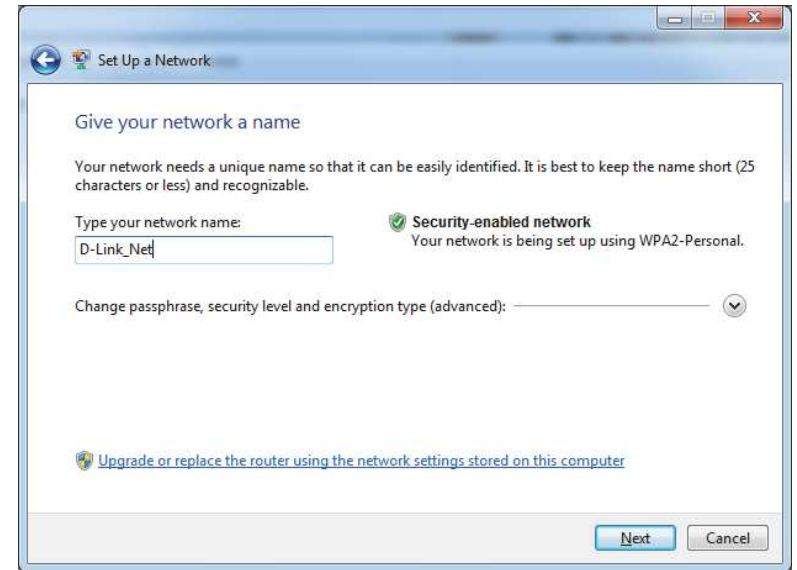 Set Up a Network
Give your network a name
Your network needs a unique name so that it can be easily identified. It is best to keep the name short (25
characters or less) and recognizable.
Type your network name:
D-Link_Net
Security-enabled network
Your network is being set up using WPA2-Personal.
Change passphrase, security level and encryption type (advanced):
Upgrade or replace the router using the network settings stored on this computer
Next
Cancel